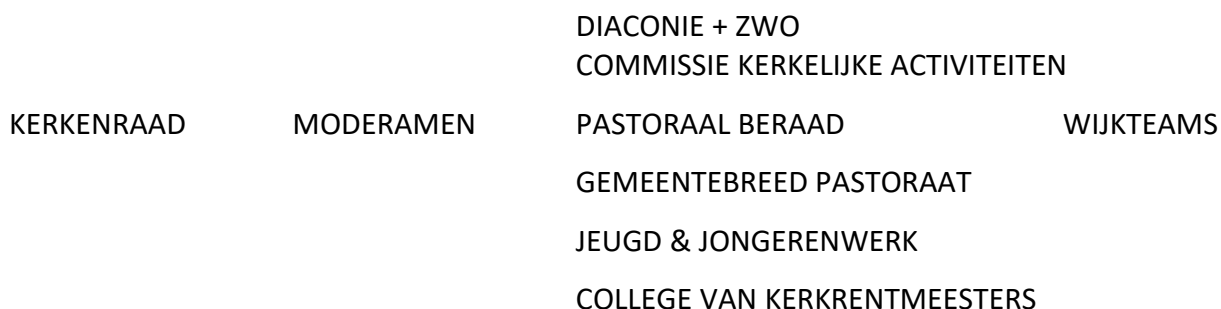 DIACONIE + ZWO
COMMISSIE KERKELIJKE ACTIVITEITEN
KERKENRAAD MODERAMEN PASTORAAL BERAAD WIJKTEAMS
GEMEENTEBREED PASTORAAT
JEUGD & JONGERENWERK
COLLEGE VAN KERKRENTMEESTERS